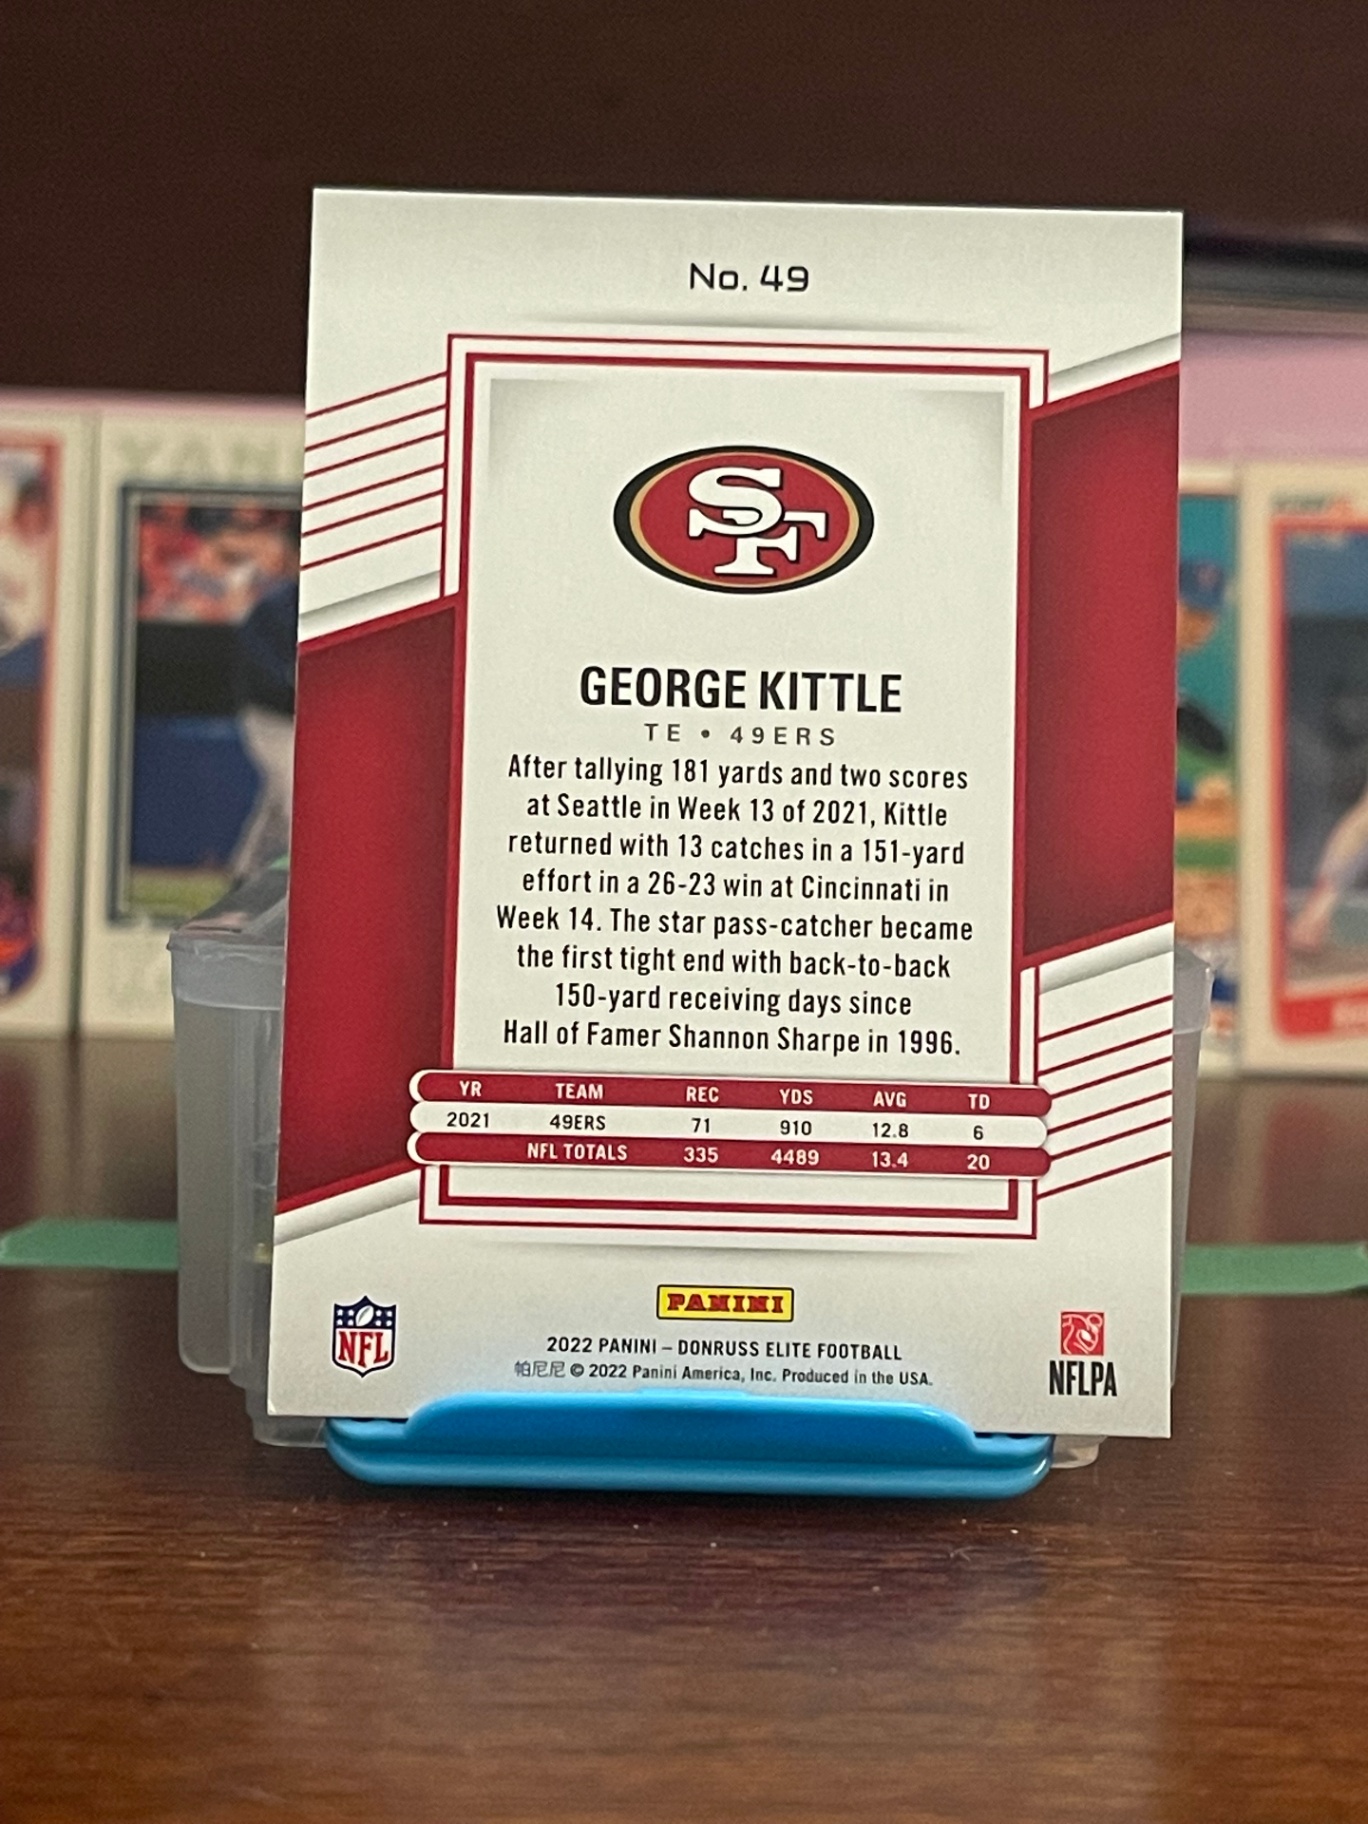 No. 49
SF
GEORGE KITTLE
TE • 49ERS
After tallying 181 yards and two scores
at Seattle in Week 13 of 2021, Kittle
returned with 13 catches in a 151-yard
effort in a 26-23 win at Cincinnati in
Week 14. The star pass-catcher became
the first tight end with back-to-back
150-yard receiving days since
Hall of Famer Shannon Sharpe in 1996.
YR TEAM REC YDS AVG TD
2021 49ERS 71 910 12.8 6
NFL TOTALS 335 4489 13.4 20
PANINI
NFL
2022 PANINI – DONRUSS ELITE FOOTBALL
帕尼尼 © 2022 Panini America, Inc. Produced in the USA.
NFLPA